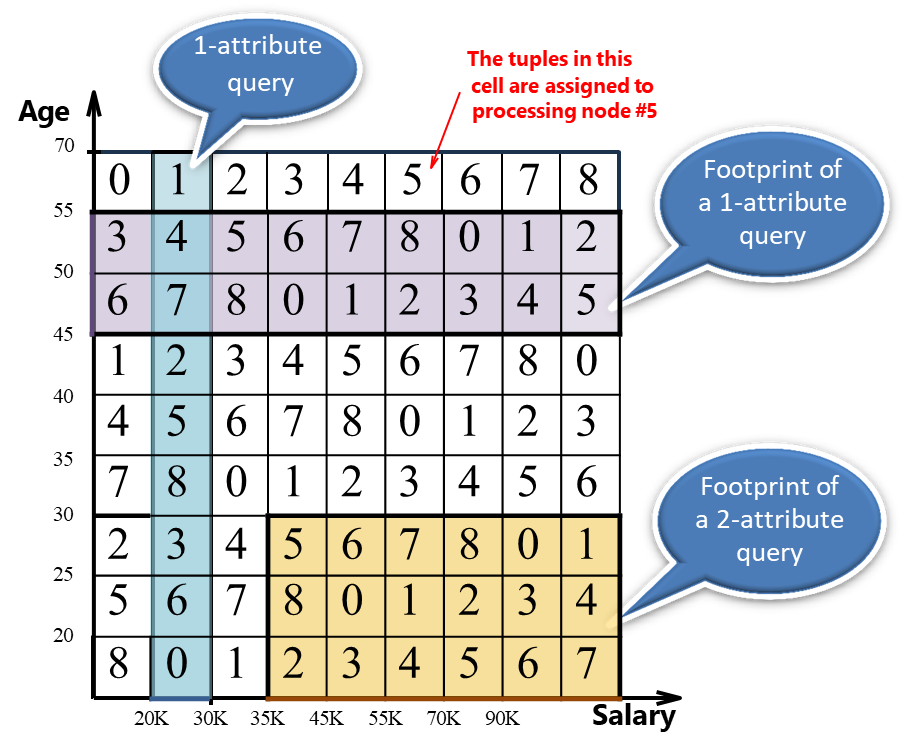 1-attribute
query
The tuples in this
cell are assigned to
processing node #5
Age
70
0 1 2 3 4 5 6 7 8
Footprint of
a 1-attribute
query
55
3 4 5 6 7 8 0 1 2
50
6 7 8 0 1 2 3 4 5
45
1 2 3 4 5 6 7 8 0
40
4 5 6 7 8 0 1 2 3
35
7 8 0 1 2 3 4 5 6
30
2 3 4 5 6 7 8 0 1
Footprint of
a 2-attribute
query
25
5 6 7 8 0 1 2 3 4
20
8 0 1 2 3 4 5 6 7
20K 30K 35K 45K 55K 70K 90K Salary